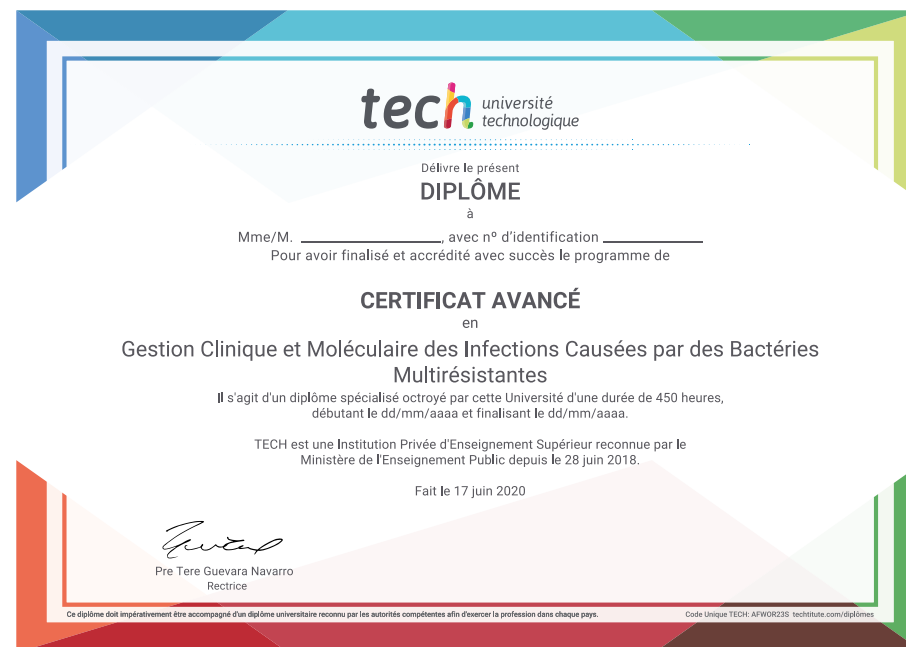 tech université
technologique
Délivre le présent
DIPLÔME
à
Mme/M. ____________________, avec nº d'identification ______________
Pour avoir finalisé et accrédité avec succès le programme de
CERTIFICAT AVANCÉ
en
Gestion Clinique et Moléculaire des Infections Causées par des Bactéries
Multirésistantes
Il s'agit d'un diplôme spécialisé octroyé par cette Université d'une durée de 450 heures,
débutant le dd/mm/aaaa et finalisant le dd/mm/aaaa.
TECH est une Institution Privée d'Enseignement Supérieur reconnue par le
Ministère de l'Enseignement Public depuis le 28 juin 2018.
Fait le 17 juin 2020
Pre Tere Guevara Navarro
Rectrice
Ce diplôme doit impérativement être accompagné d'un diplôme universitaire reconnu par les autorités compétentes afin d'exercer la profession dans chaque pays.
Code Unique TECH: AFWOR23S techtitute.com/diplômes